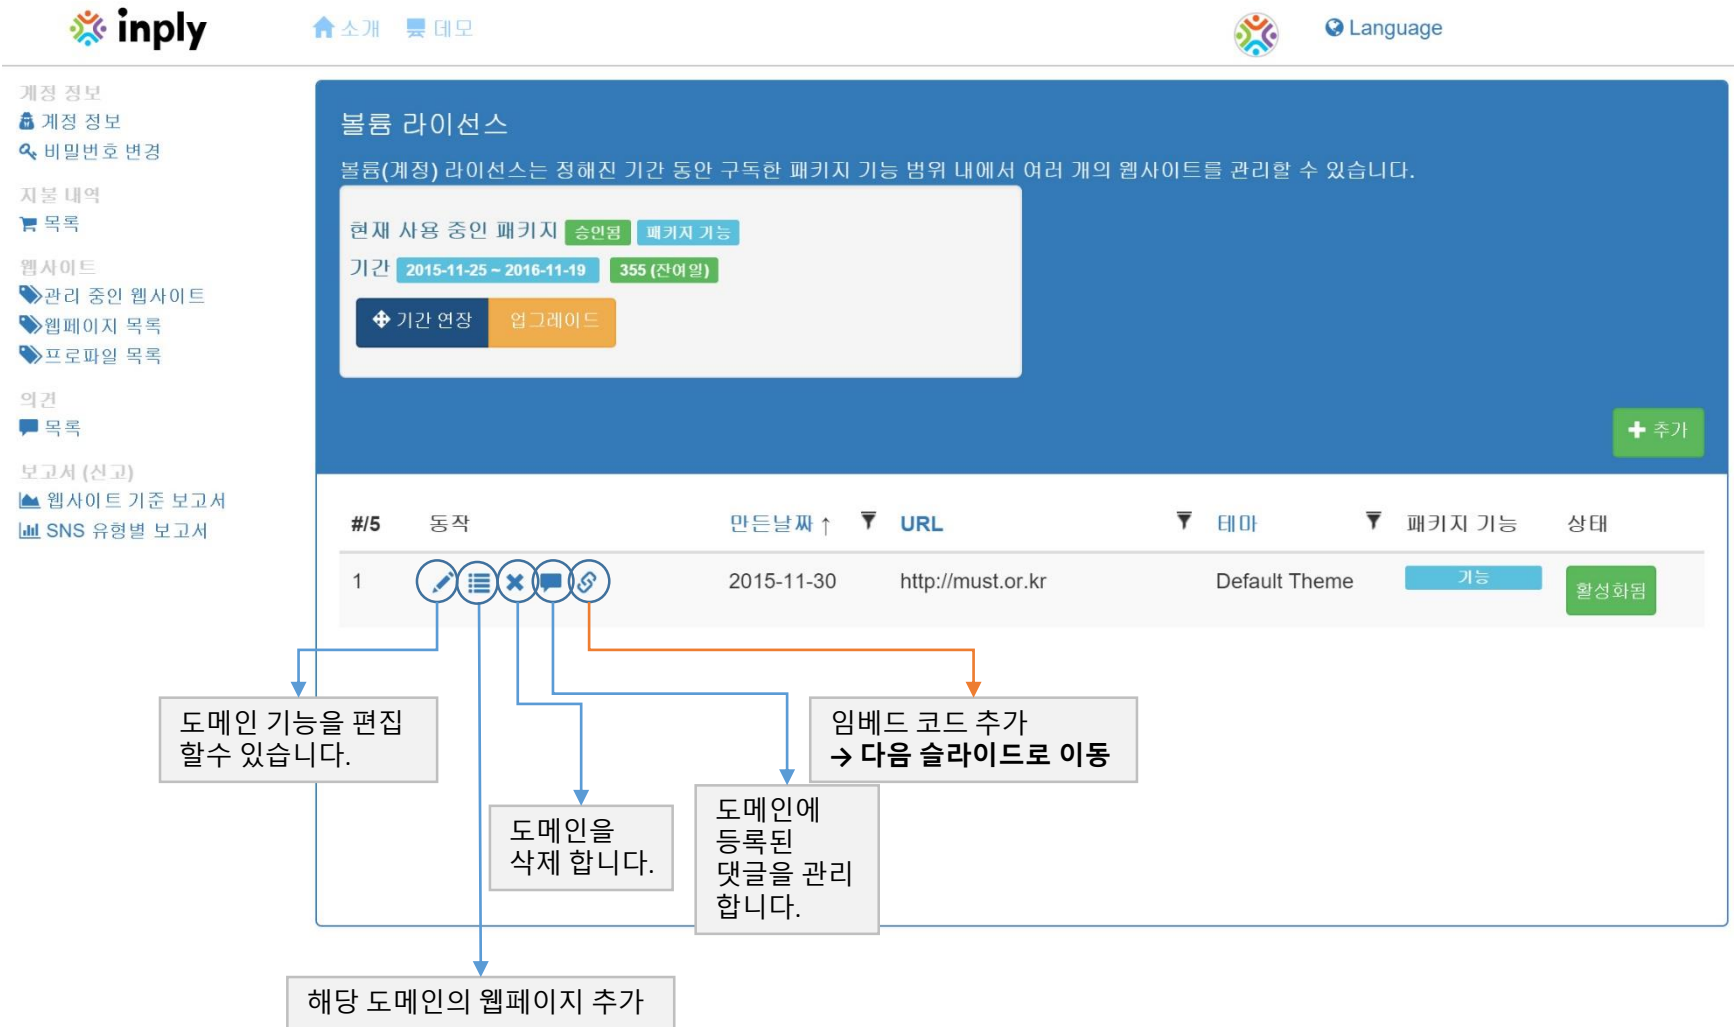 inply
소개
데모
Language
계정 정보
계정 정보
비밀번호 변경
지불 내역
목록
웹사이트
관리 중인 웹사이트
웹페이지 목록
프로파일 목록
의견
목록
보고서 (신고)
웹사이트 기준 보고서
SNS 유형별 보고서
볼륨 라이선스
볼륨(계정) 라이선스는 정해진 기간 동안 구독한 패키지 기능 범위 내에서 여러 개의 웹사이트를 관리할 수 있습니다.
현재 사용 중인 패키지 승인됨 패키지 기능
기간 2015-11-25 ~ 2016-11-19 355 (잔여일)
기간 연장 업그레이드
추가
#/5 동작 만든날짜 ↑ URL 테마 패키지 기능 상태
1 2015-11-30 http://must.or.kr Default Theme 기능 활성화됨
도메인 기능을 편집
할수 있습니다.
임베드 코드 추가
→ 다음 슬라이드로 이동
도메인을
삭제 합니다.
도메인에
등록된
댓글을 관리
합니다.
해당 도메인의 웹페이지 추가